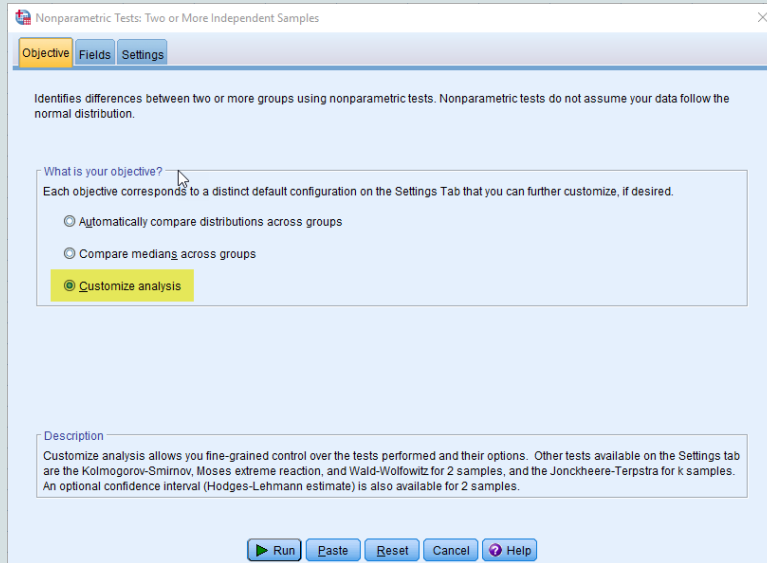 Nonparametric Tests: Two or More Independent Samples
Objective Fields Settings
Identifies differences between two or more groups using nonparametric tests. Nonparametric tests do not assume your data follow the
normal distribution.
What is your objective?
Each objective corresponds to a distinct default configuration on the Settings Tab that you can further customize, if desired.
Automatically compare distributions across groups
Compare medians across groups
Customize analysis
Description
Customize analysis allows you fine-grained control over the tests performed and their options. Other tests available on the Settings tab
are the Kolmogorov-Smirnov, Moses extreme reaction, and Wald-Wolfowitz for 2 samples, and the Jonckheere-Terpstra for k samples.
An optional confidence interval (Hodges-Lehmann estimate) is also available for 2 samples.
Run Paste Reset Cancel Help